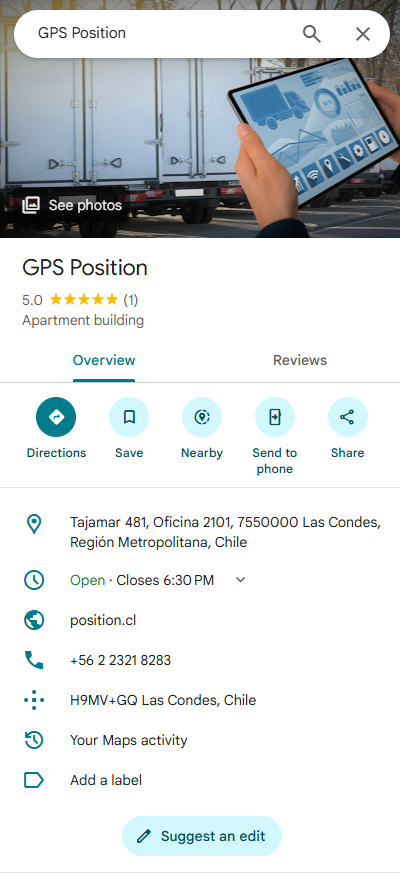 GPS Position
See photos
GPS Position
5.0 ★★★★★ (1)
Apartment building
Overview
Reviews
Directions
Save
Nearby
Send to
phone
Share
Tajamar 481, Oficina 2101, 7550000 Las Condes,
Región Metropolitana, Chile
Open · Closes 6:30 PM
position.cl
+56 2 2321 8283
H9MV+GQ Las Condes, Chile
Your Maps activity
Add a label
Suggest an edit